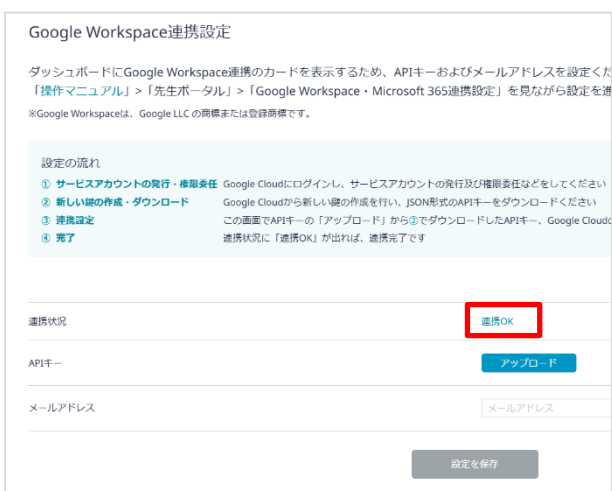 Google Workspace連携設定
ダッシュボードにGoogle Workspace連携のカードを表示するため、APIキーおよびメールアドレスを設定くだ
「操作マニュアル」>「先生ポータル」>「Google Workspace・Microsoft 365連携設定」を見ながら設定を進
※Google Workspaceは、Google LLC の商標または登録商標です。
設定の流れ
① サービスアカウントの発行・権限委任 Google Cloudにログインし、サービスアカウントの発行及び権限委任などをしてください
② 新しい鍵の作成・ダウンロード Google Cloudから新しい鍵の作成を行い、JSON形式のAPIキーをダウンロードください
③ 連携設定 この画面でAPIキーの「アップロード」から②でダウンロードしたAPIキー、Google Cloud
④ 完了 連携状況に「連携OK」が出れば、連携完了です
連携状況 連携OK
APIキー アップロード
メールアドレス メールアドレス
設定を保存